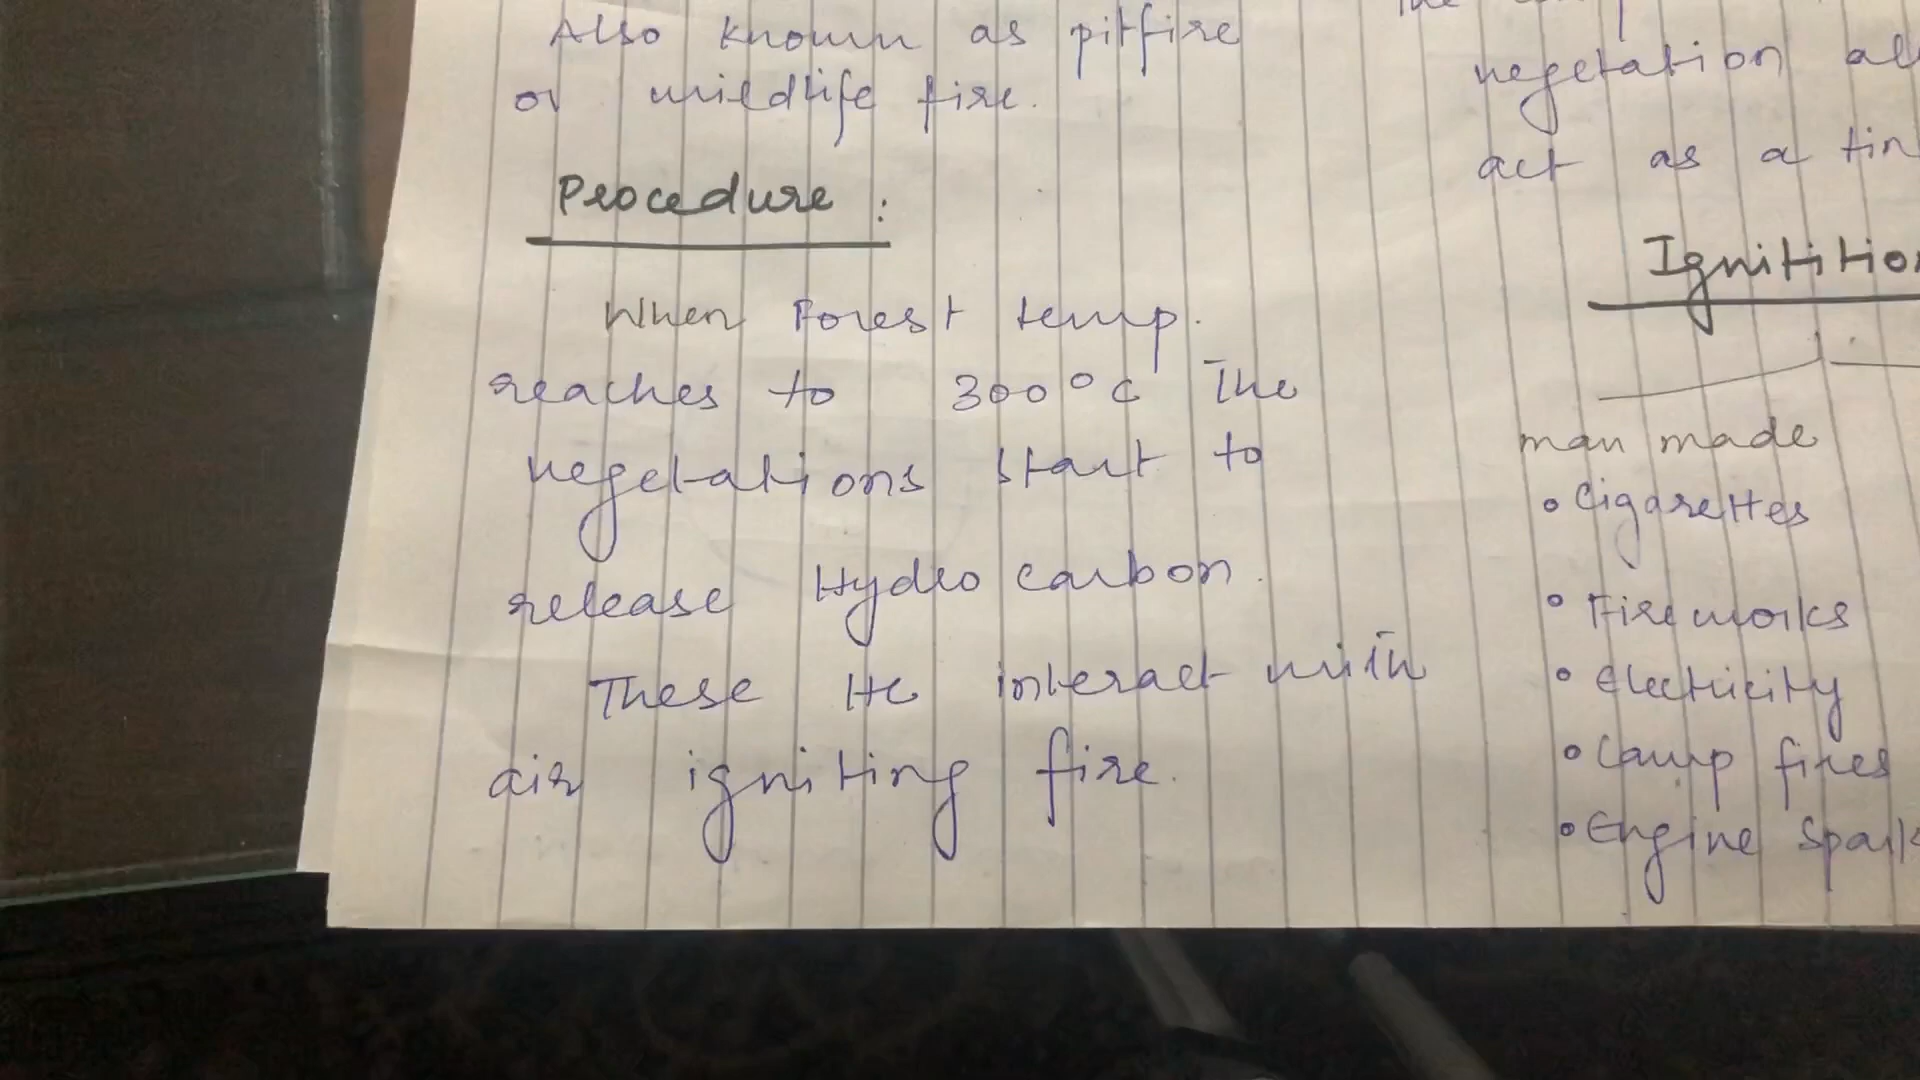 Also known as pitfire
or wildlife fire.
Procedure :
When Forest temp.
reaches to 300°C The
vegetations start to
release Hydro carbon.
These HC interact with
air igniting fire.
vegetation
act as a
Ignitition
man made
• Cigarettes
• Fireworks
• Electricity
• Camp fires
• Engine Spark